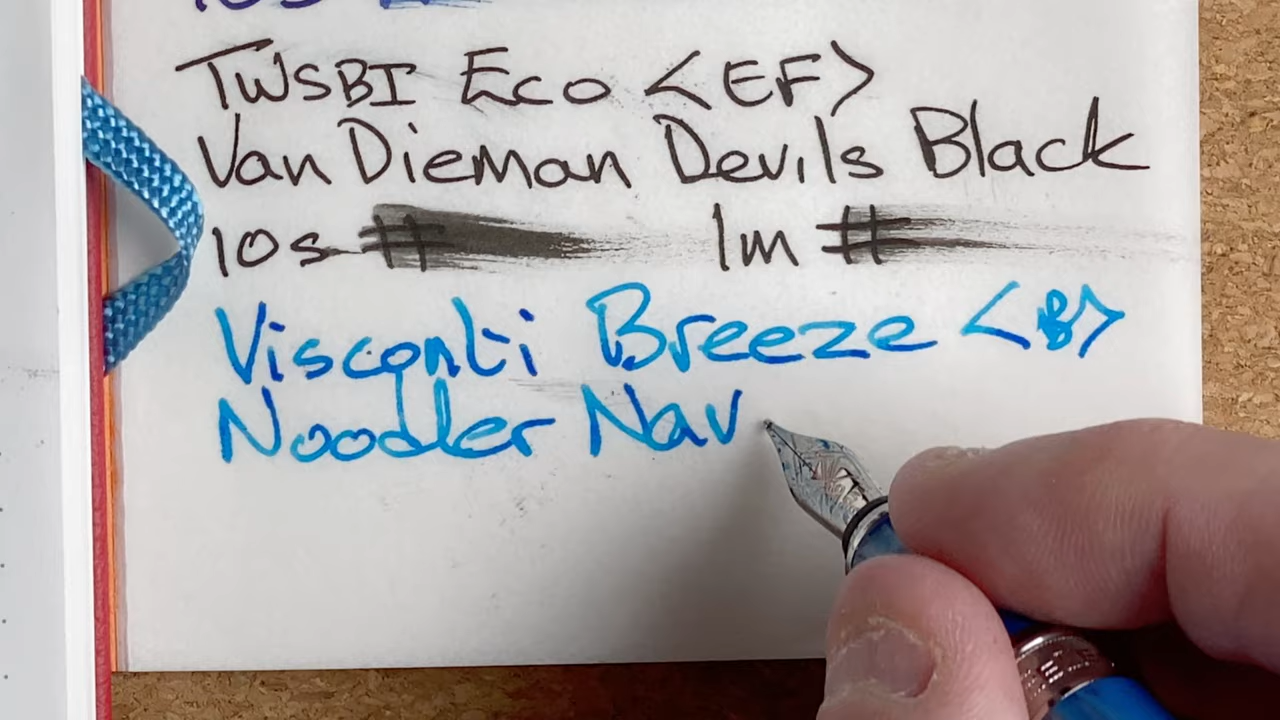 TWSBI Eco <EF>
Van Dieman Devils Black
10s # 1m #
Visconti Breeze <B>
Noodler Nav